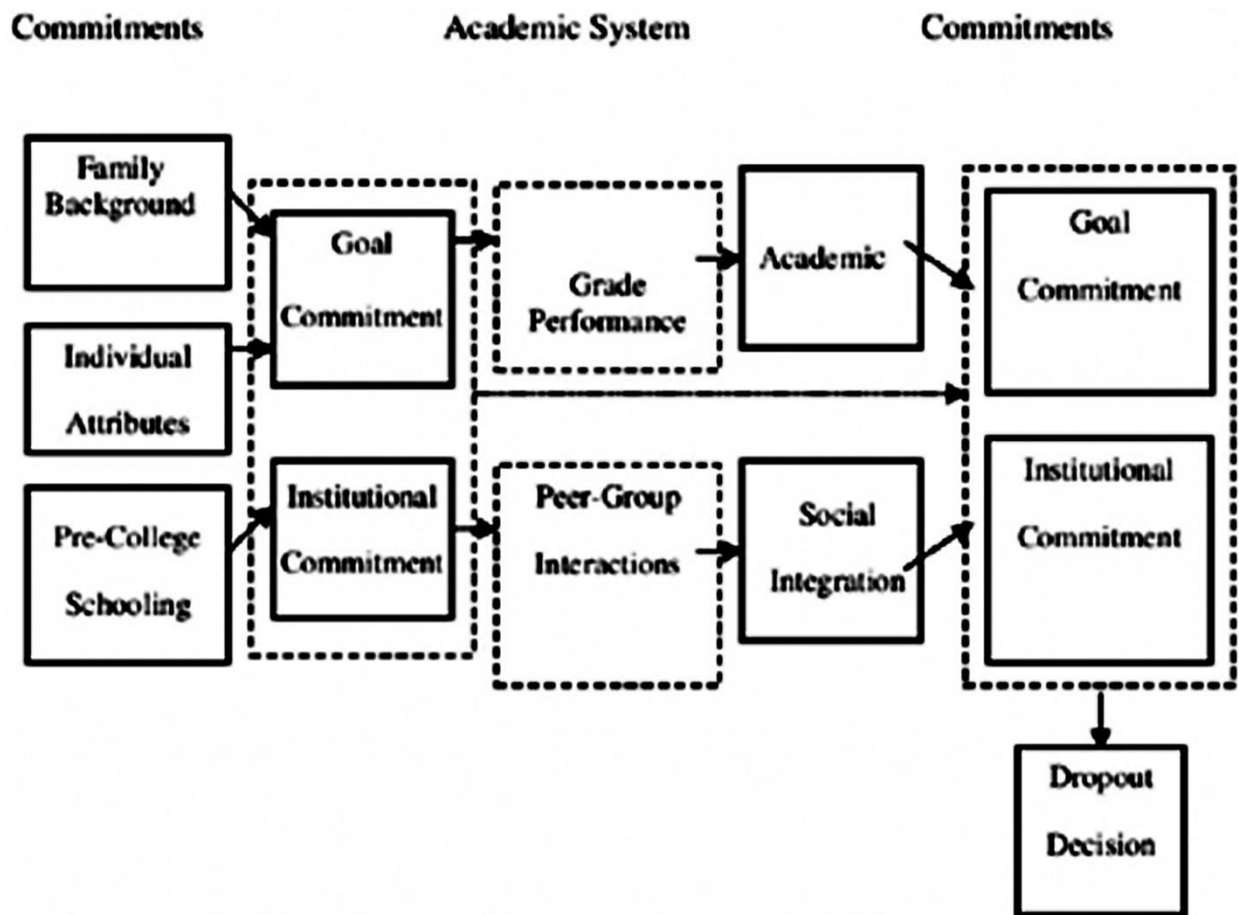 Commitments
Academic System
Commitments
Family
Background
Individual
Attributes
Pre-College
Schooling
Goal
Commitment
Institutional
Commitment
Grade
Performance
Peer-Group
Interactions
Academic
Social
Integration
Goal
Commitment
Institutional
Commitment
Dropout
Decision